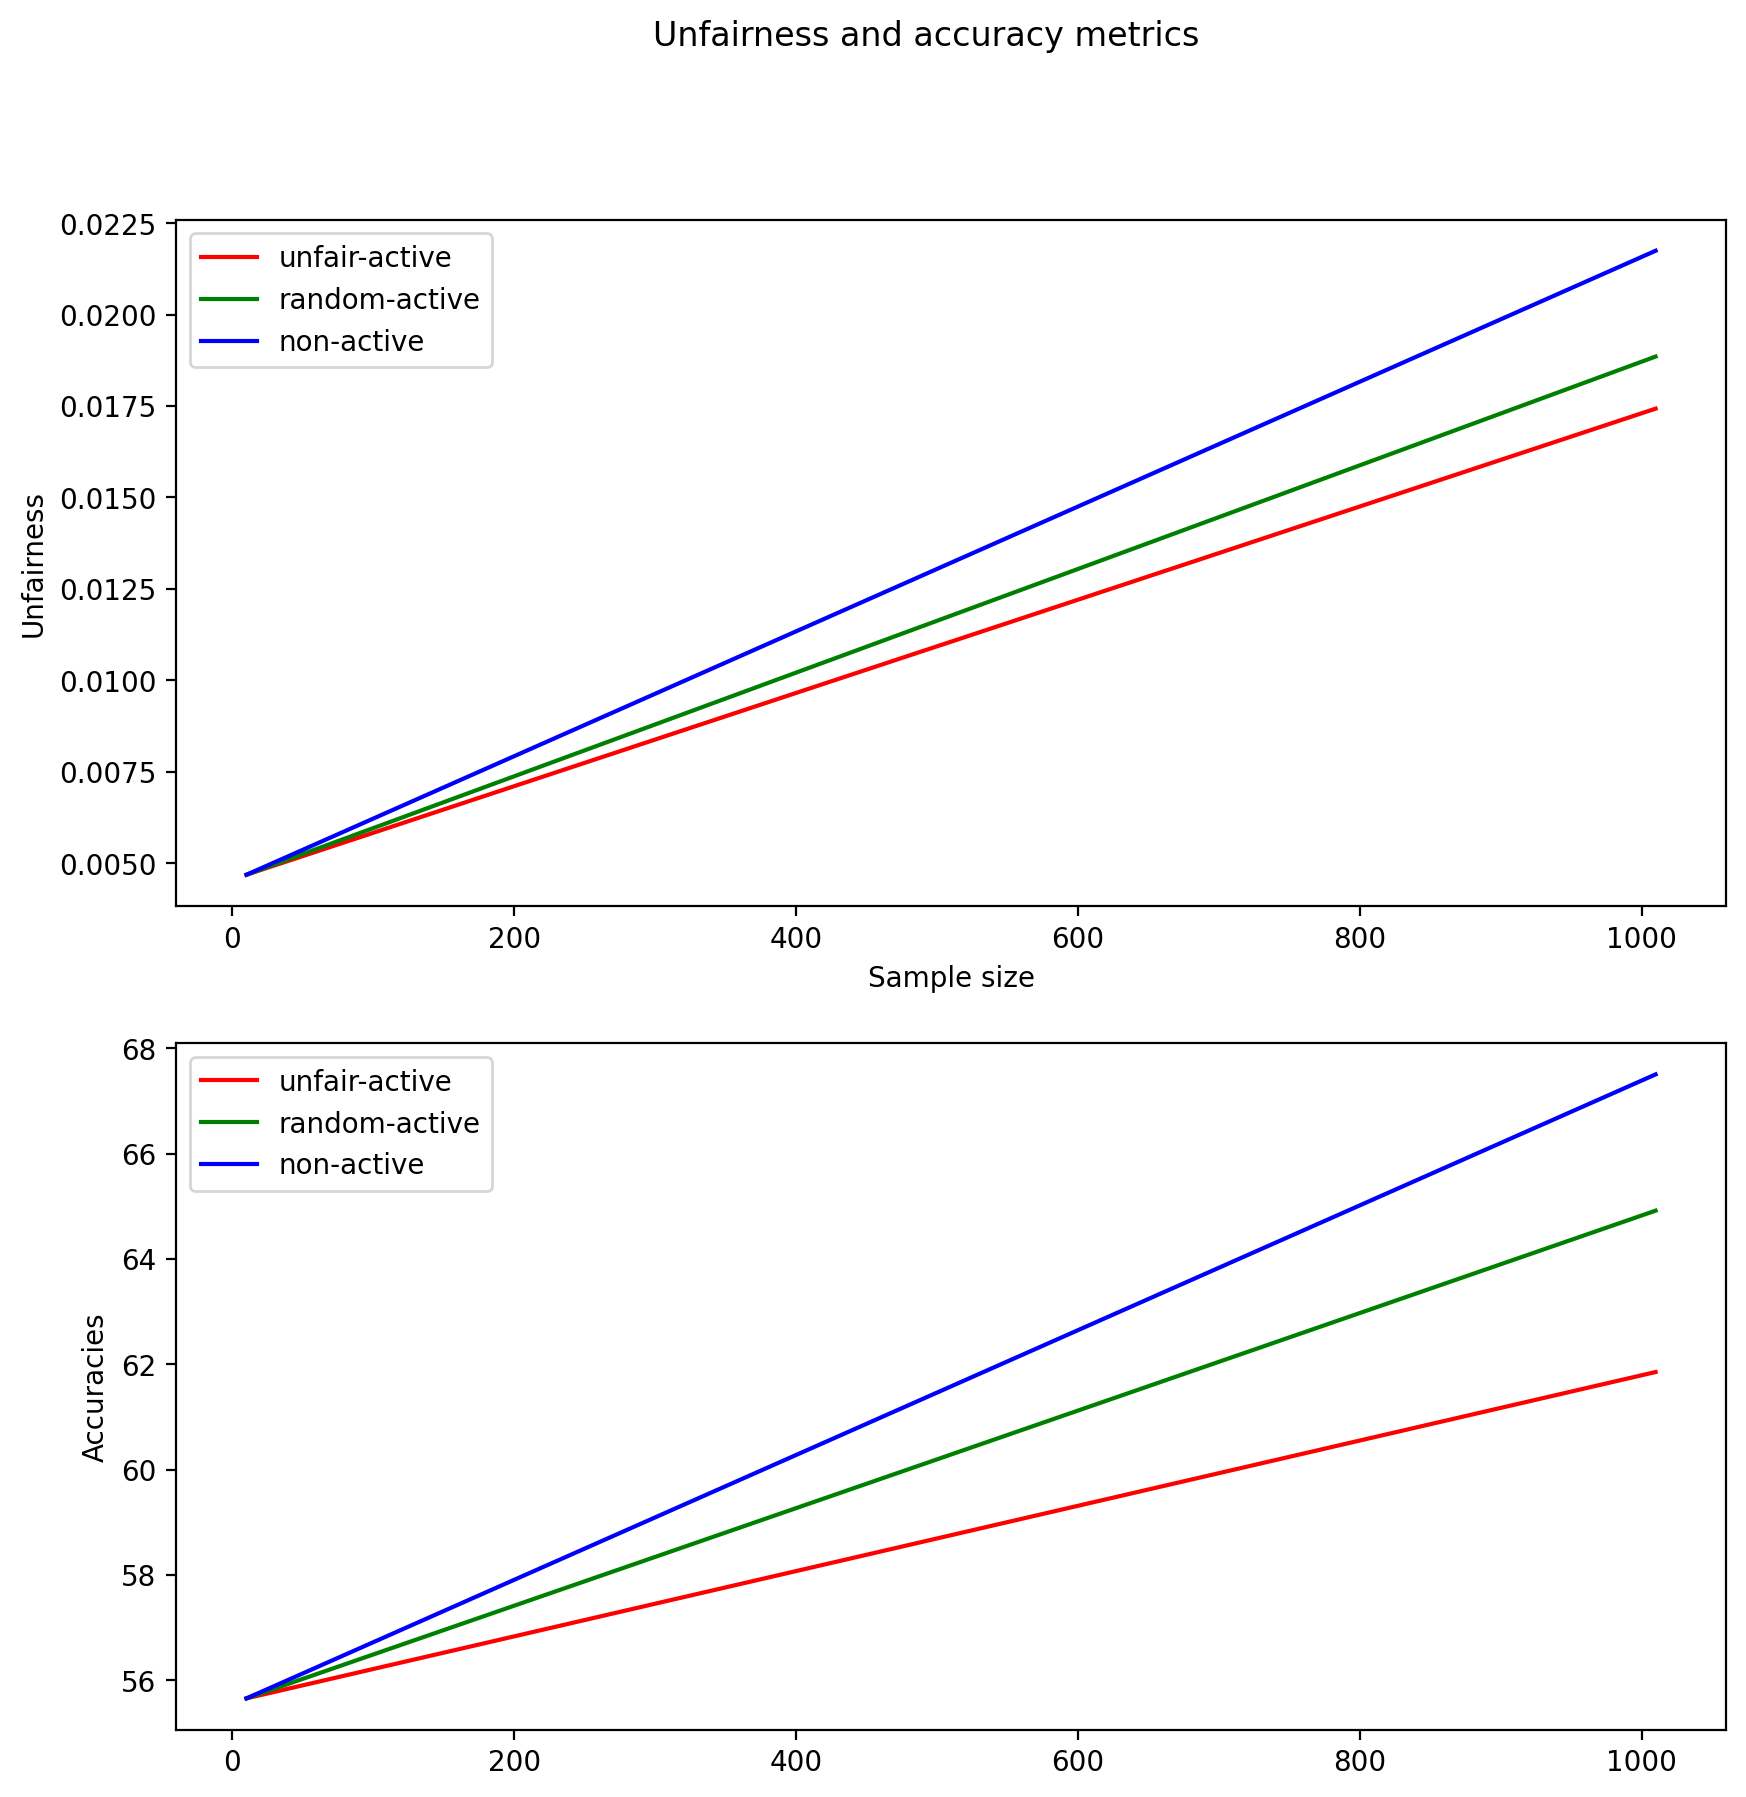 Unfairness and accuracy metrics
0.0225
0.0200
0.0175
0.0150
0.0125
0.0100
0.0075
0.0050
Unfairness
unfair-active
random-active
non-active
0 200 400 600 800 1000
Sample size
68
66
64
62
60
58
56
Accuracies
unfair-active
random-active
non-active
0 200 400 600 800 1000